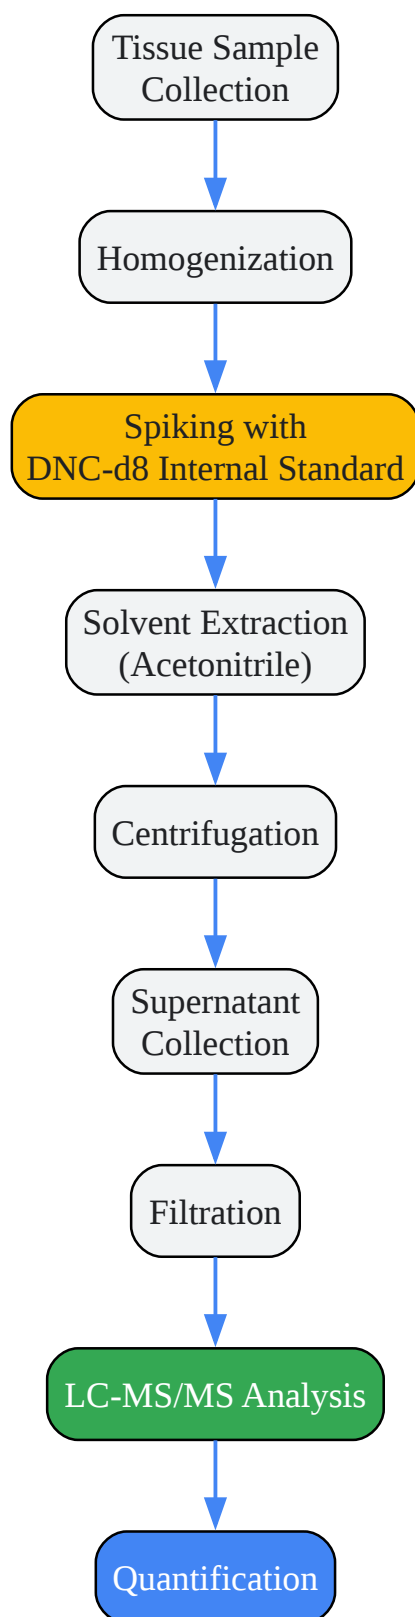 Tissue Sample
Collection
Homogenization
Spiking with
DNC-d8 Internal Standard
Solvent Extraction
(Acetonitrile)
Centrifugation
Supernatant
Collection
Filtration
LC-MS/MS Analysis
Quantification